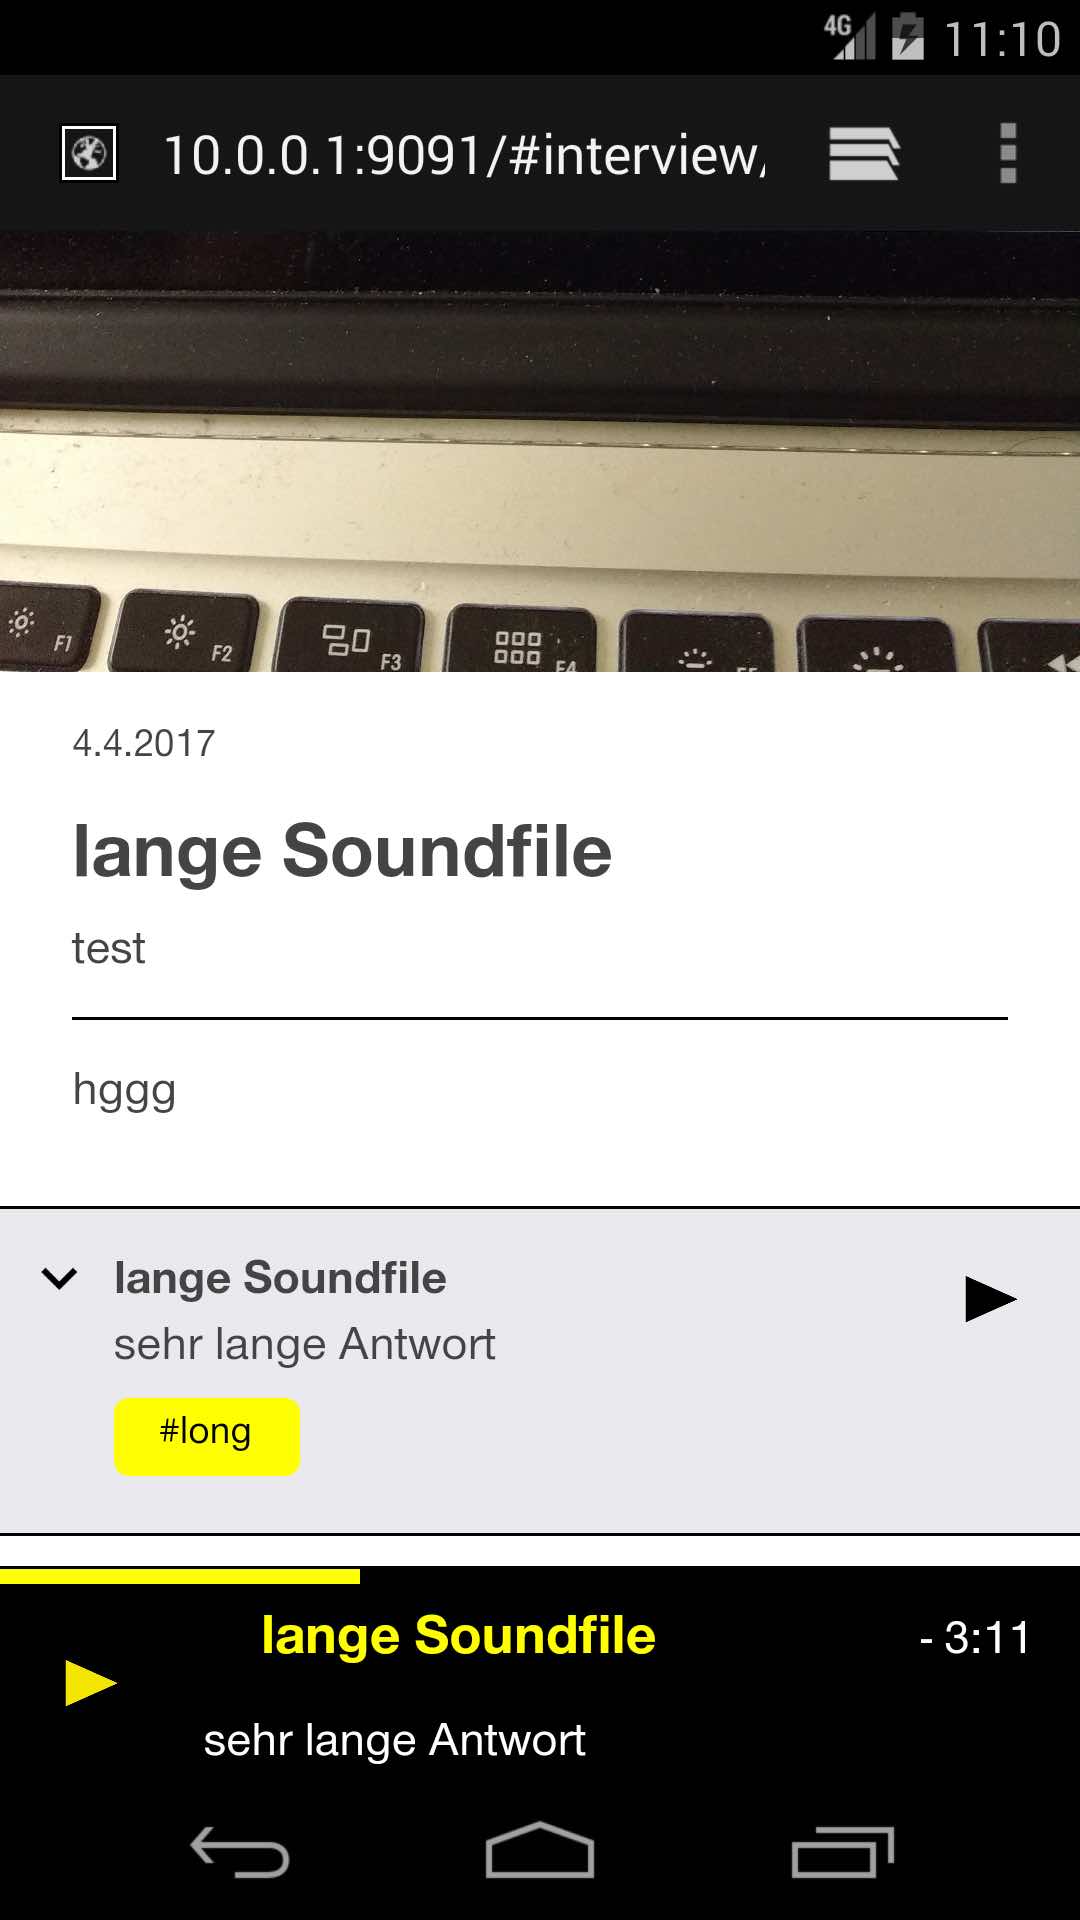 4G 11:10
10.0.0.1:9091/#interview
F1 F2 F3 F4
4.4.2017
lange Soundfile
test
hggg
lange Soundfile
sehr lange Antwort
#long
lange Soundfile - 3:11
sehr lange Antwort